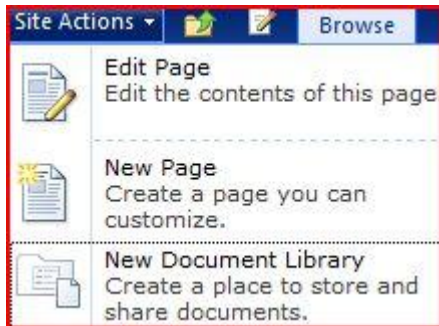 Site Actions Browse
Edit Page
Edit the contents of this page
New Page
Create a page you can
customize.
New Document Library
Create a place to store and
share documents.